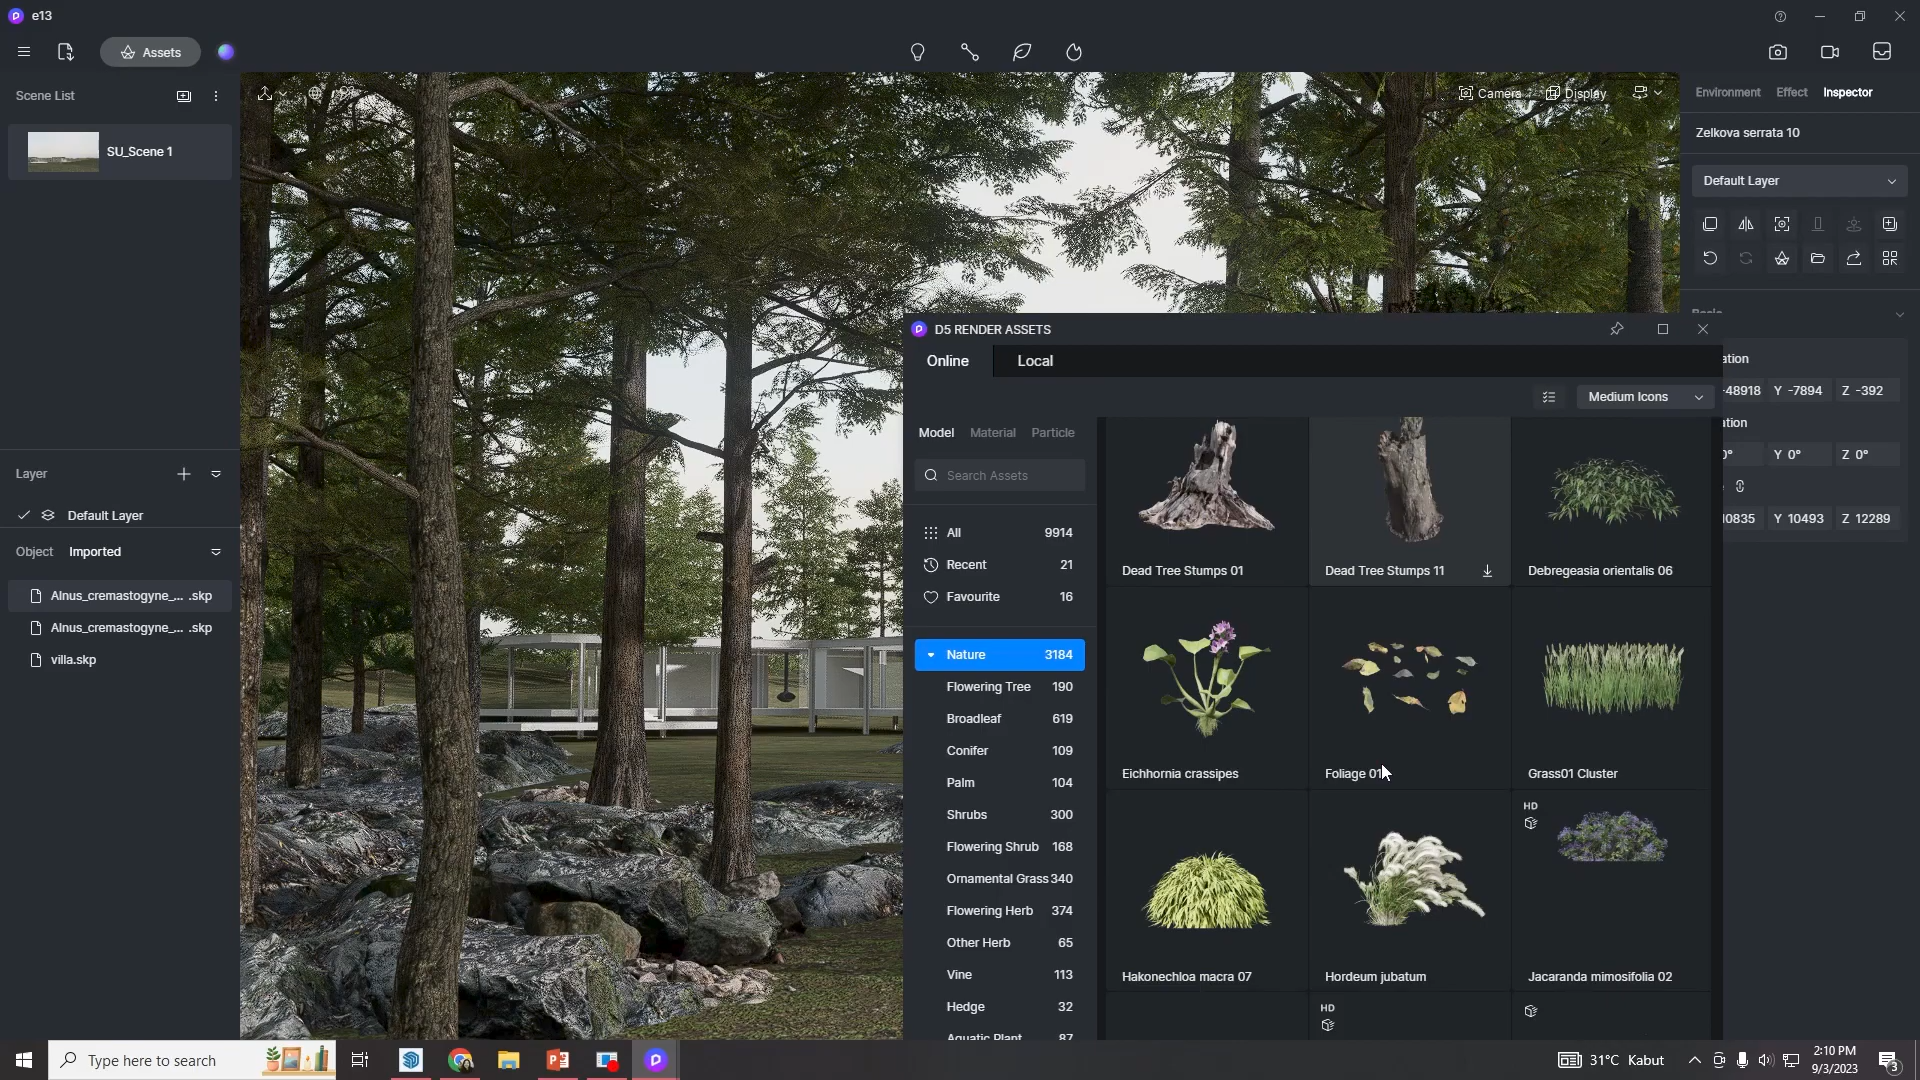 e13
Assets
Scene List
SU_Scene 1
Camera
Display
Environment
Effect
Inspector
Zelkova serrata 10
Default Layer
D5 RENDER ASSETS
Online
Local
Medium Icons
Model
Material
Particle
Search Assets
All 9914
Recent 21
Favourite 16
Nature 3184
Flowering Tree 190
Broadleaf 619
Conifer 109
Palm 104
Shrubs 300
Flowering Shrub 168
Ornamental Grass 340
Flowering Herb 374
Other Herb 65
Vine 113
Hedge 32
Aquatic Plant 87
Dead Tree Stumps 01
Dead Tree Stumps 11
Debregeasia orientalis 06
Eichhornia crassipes
Foliage 01
Grass01 Cluster
HD
Hakonechloa macra 07
Hordeum jubatum
Jacaranda mimosifolia 02
HD
ation
48918 Y -7894 Z -392
ation
0° Y 0° Z 0°
10835 Y 10493 Z 12289
Layer
Default Layer
Object
Imported
Alnus_cremastogyne_... .skp
Alnus_cremastogyne_... .skp
villa.skp
Type here to search
31°C Kabut
2:10 PM
9/3/2023
3